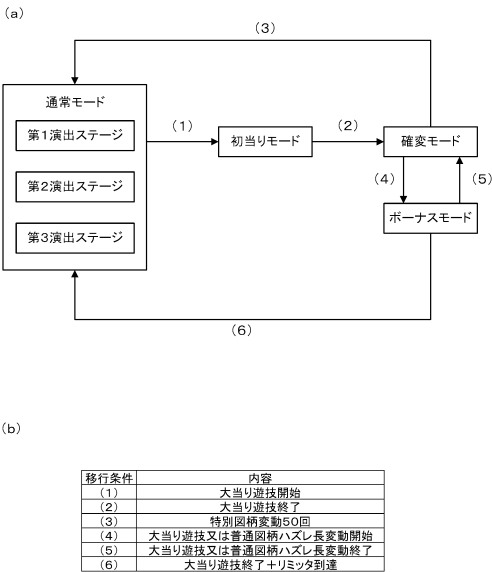 (a)
(3)
通常モード
第1演出ステージ
第2演出ステージ
第3演出ステージ
(1)
初当りモード
(2)
確変モード
(4)
(5)
ボーナスモード
(6)
(b)
移行条件 内容
(1) 大当り遊技開始
(2) 大当り遊技終了
(3) 特別図柄変動50回
(4) 大当り遊技又は普通図柄ハズレ長変動開始
(5) 大当り遊技又は普通図柄ハズレ長変動終了
(6) 大当り遊技終了+リミッタ到達